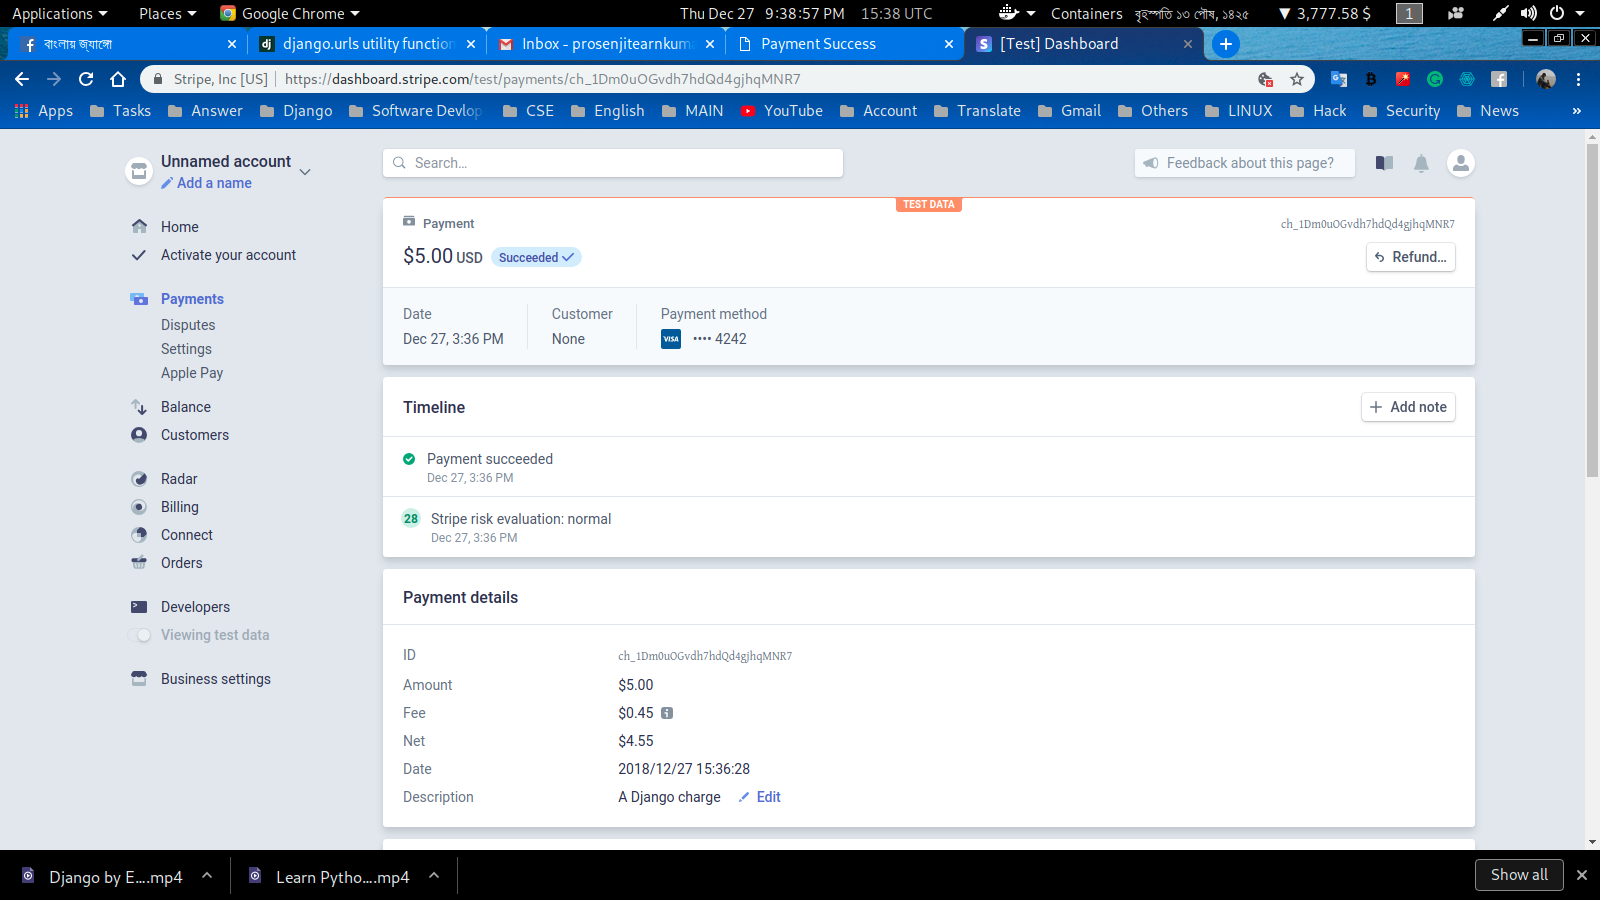 Applications Places Google Chrome Thu Dec 27 9:38:57 PM 15:38 UTC Containers বৃহস্পতি ১৩ পৌষ, ১৪২৫ ▼ 3,777.58 $ 1
বাংলায় জ্যাঙ্গো django.urls utility function Inbox - prosenjitearnkuma Payment Success [Test] Dashboard
Stripe, Inc [US] https://dashboard.stripe.com/test/payments/ch_1Dm0uOGvdh7hdQd4gjhqMNR7
Apps Tasks Answer Django Software Devlop CSE English MAIN YouTube Account Translate Gmail Others LINUX Hack Security News »
Unnamed account
Add a name
Search...
Feedback about this page?
Home
Activate your account
Payments
Disputes
Settings
Apple Pay
Balance
Customers
Radar
Billing
Connect
Orders
Developers
Viewing test data
Business settings
TEST DATA
Payment ch_1Dm0uOGvdh7hdQd4gjhqMNR7
$5.00 USD Succeeded Refund...
Date Customer Payment method
Dec 27, 3:36 PM None VISA •••• 4242
Timeline Add note
Payment succeeded
Dec 27, 3:36 PM
28 Stripe risk evaluation: normal
Dec 27, 3:36 PM
Payment details
ID ch_1Dm0uOGvdh7hdQd4gjhqMNR7
Amount $5.00
Fee $0.45
Net $4.55
Date 2018/12/27 15:36:28
Description A Django charge Edit
Django by E....mp4 Learn Pytho....mp4 Show all